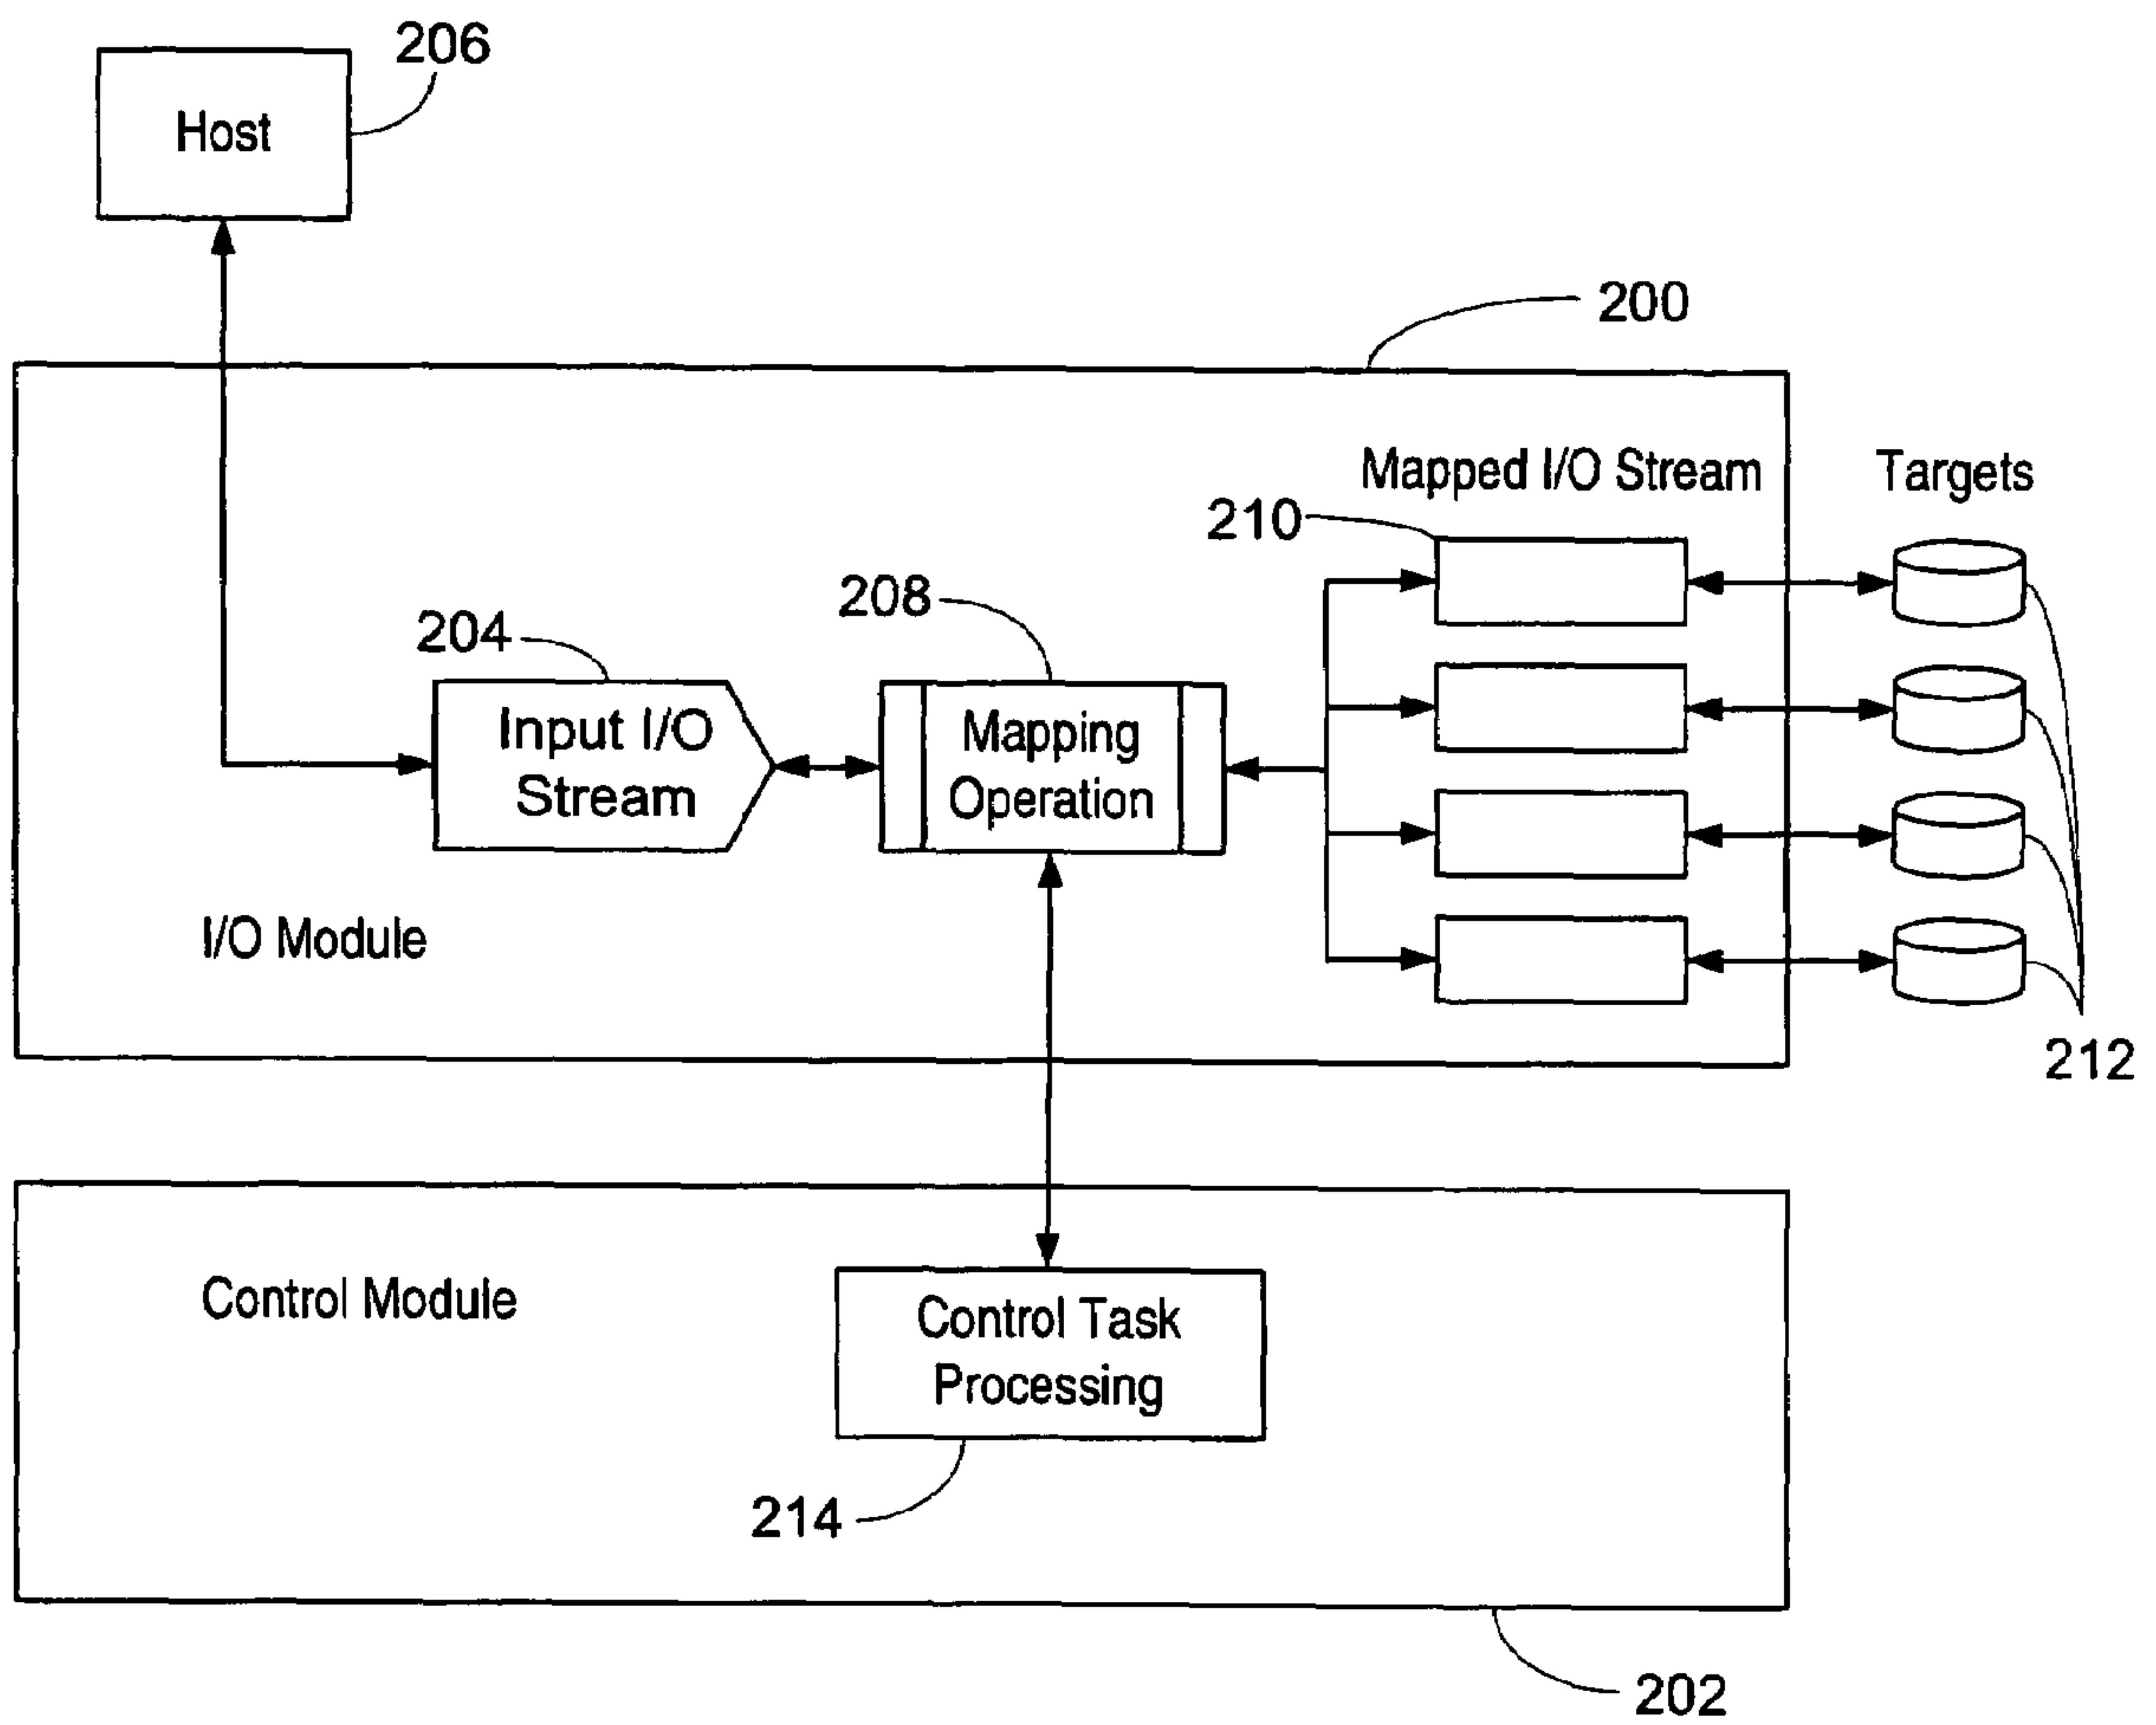 206
Host
200
Mapped I/O Stream
Targets
210
208
204
Input I/O
Stream
Mapping
Operation
I/O Module
212
Control Module
Control Task
Processing
214
202